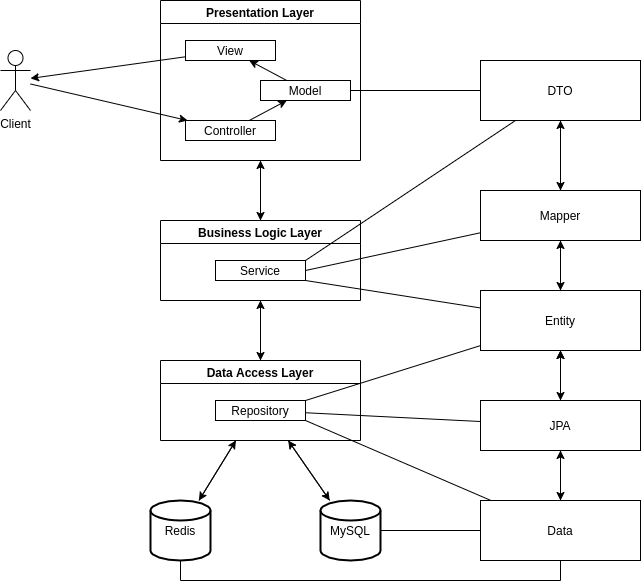 Presentation Layer
View
Model
Controller
Client
DTO
Business Logic Layer
Service
Mapper
Entity
Data Access Layer
Repository
JPA
Redis
MySQL
Data